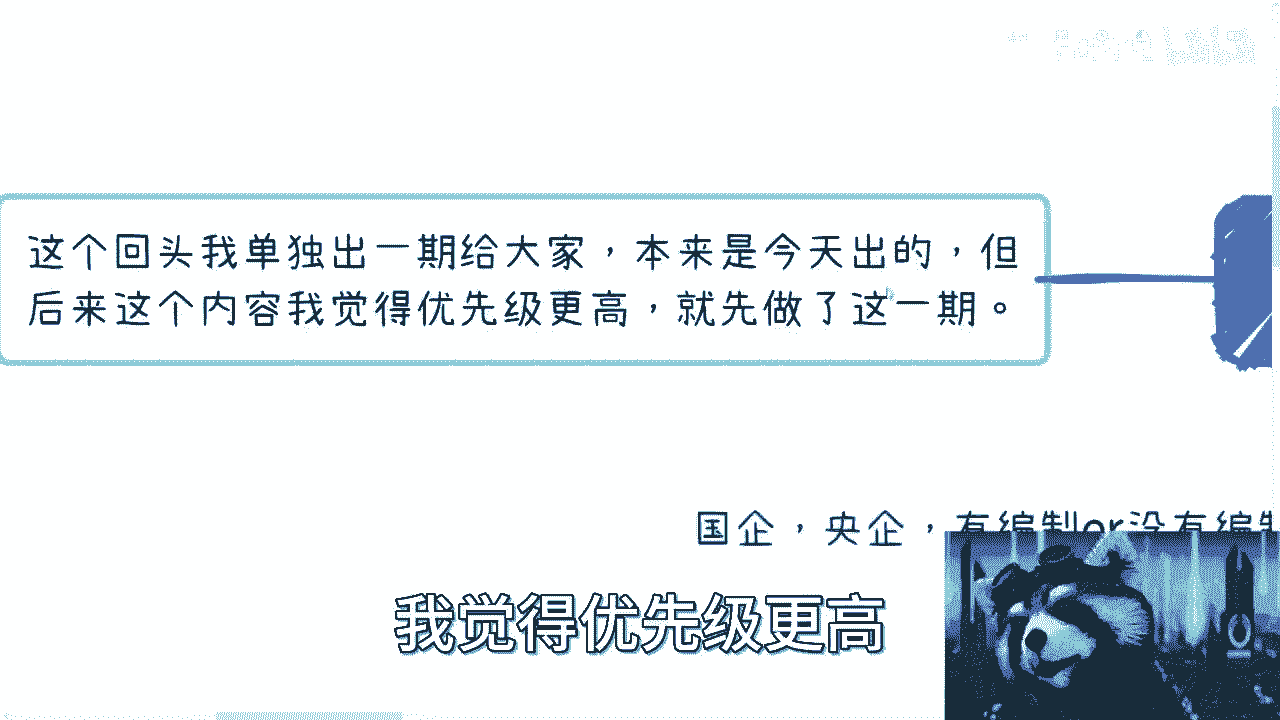 这个回头我单独出一期给大家，本来是今天出的，但
后来这个内容我觉得优先级更高，就先做了这一期。
国企，央企，有编制or没有编制
我觉得优先级更高